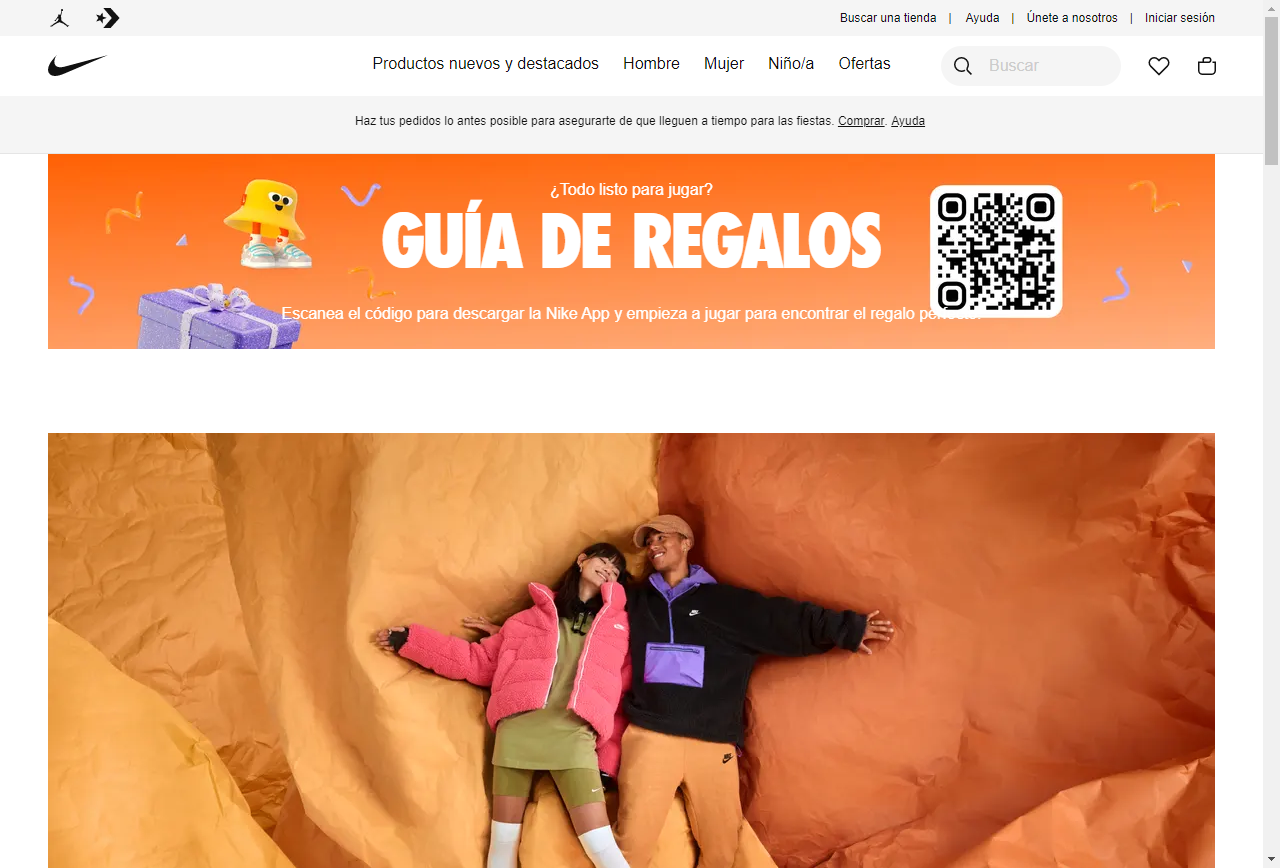 Buscar una tienda | Ayuda | Únete a nosotros | Iniciar sesión
Productos nuevos y destacados Hombre Mujer Niño/a Ofertas Buscar
Haz tus pedidos lo antes posible para asegurarte de que lleguen a tiempo para las fiestas. Comprar. Ayuda
¿Todo listo para jugar?
GUÍA DE REGALOS
Escanea el código para descargar la Nike App y empieza a jugar para encontrar el regalo